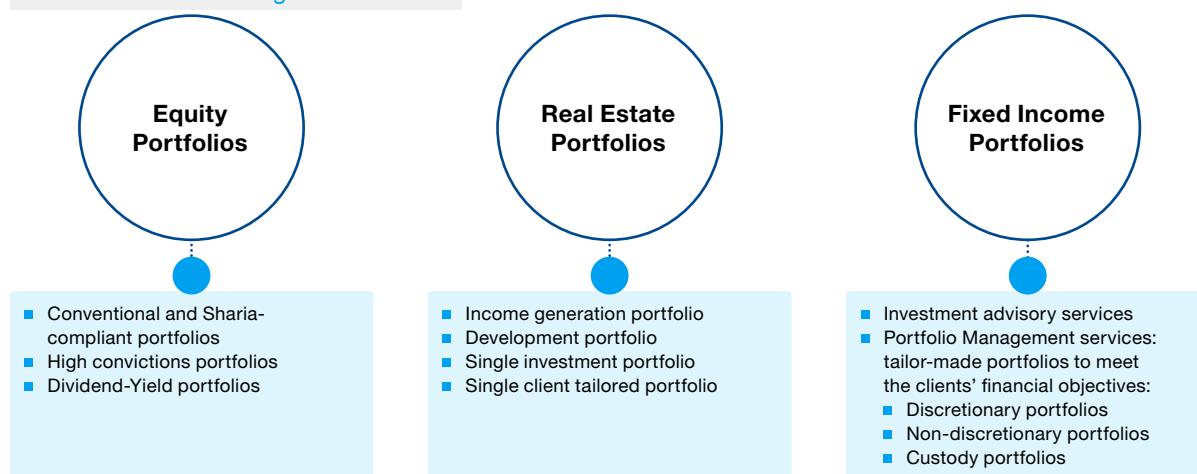 Equity
Portfolios
Conventional and Sharia-
compliant portfolios
High convictions portfolios
Dividend-Yield portfolios
Real Estate
Portfolios
Income generation portfolio
Development portfolio
Single investment portfolio
Single client tailored portfolio
Fixed Income
Portfolios
Investment advisory services
Portfolio Management services:
tailor-made portfolios to meet
the clients’ financial objectives:
Discretionary portfolios
Non-discretionary portfolios
Custody portfolios